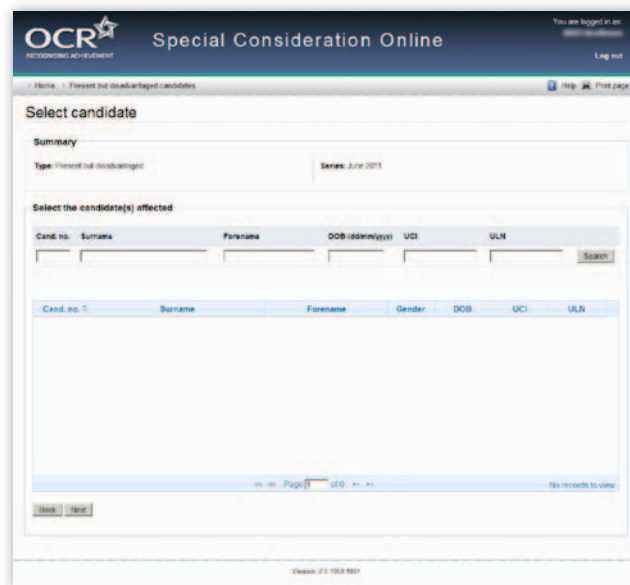 You are logged in as:
OCR
RECOGNISING ACHIEVEMENT
Special Consideration Online
Log out
Home Present but disadvantaged candidates
Help Print page
Select candidate
Summary
Type: Present but disadvantaged Series: June 2011
Select the candidate(s) affected
Cand. no. Surname Forename DOB (dd/mm/yyyy) UCI ULN
Search
Cand. no. Surname Forename Gender DOB UCI ULN
Page 1 of 0
No records to view
Back Next
Version: